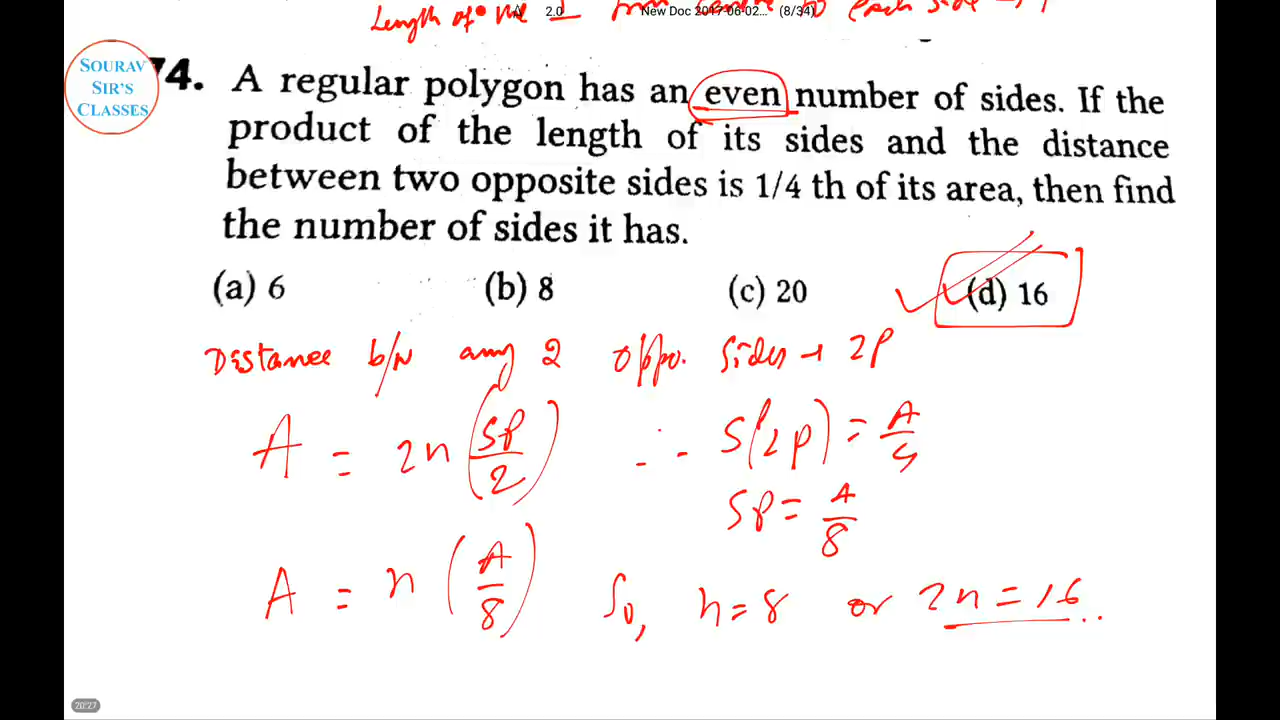 Length of
2.0 New Doc 2017-06-02... (8/34)
each side
SOURAV
SIR'S
CLASSES
74. A regular polygon has an even number of sides. If the
product of the length of its sides and the distance
between two opposite sides is 1/4 th of its area, then find
the number of sides it has.
(a) 6 (b) 8 (c) 20 (d) 16
Distance b/w any 2 oppo. sides → 2p
A = 2n (sp/2) ∴ s(2p) = A/4
sp = A/8
A = n (A/8) So, n=8 or 2n=16..
20:27